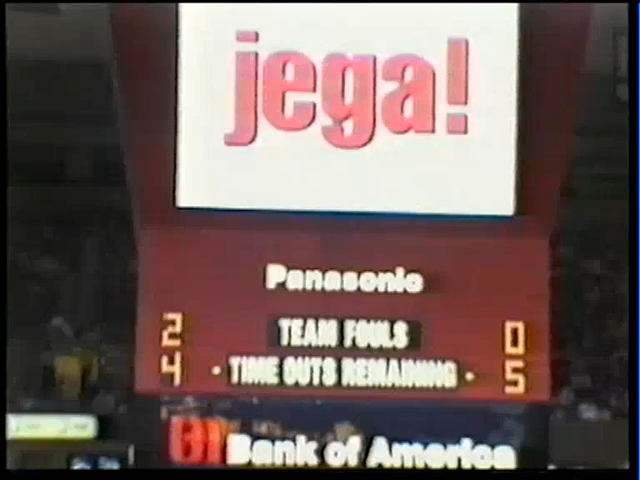 jega!
Panasonic
2 TEAM FOULS 0
4 · TIME OUTS REMAINING · 5
Bank of America